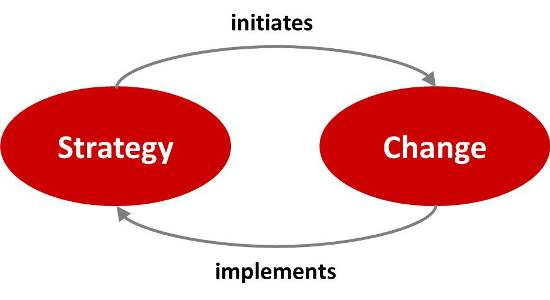 initiates
Strategy
Change
implements